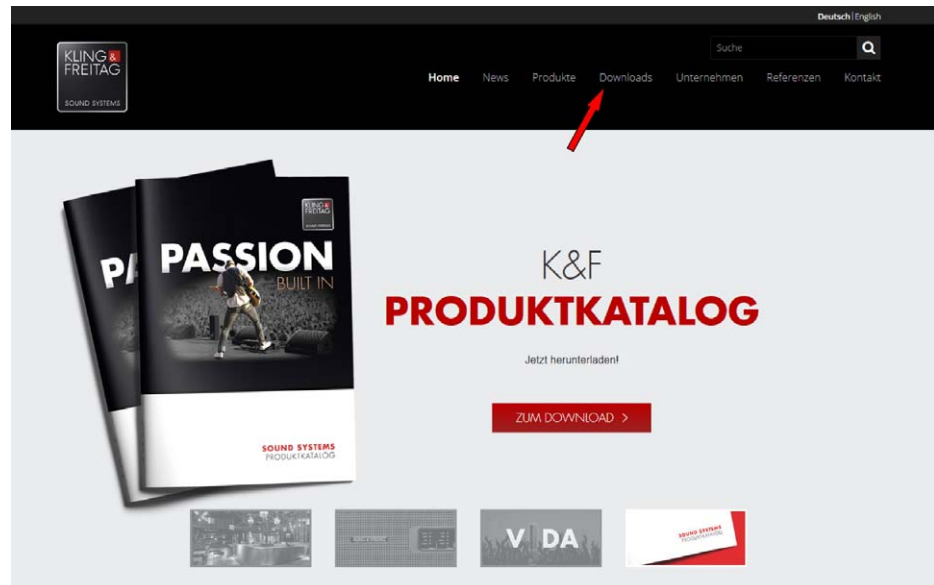 Deutsch | English
KLING &
FREITAG
SOUND SYSTEMS
Suche
Home News Produkte Downloads Unternehmen Referenzen Kontakt
KLING &
FREITAG
PASSION
BUILT IN
PA
SOUND SYSTEMS
PRODUKTKATALOG
K&F
PRODUKTKATALOG
Jetzt herunterladen!
ZUM DOWNLOAD >
V DA
SOUND SYSTEMS
PRODUKTKATALOG